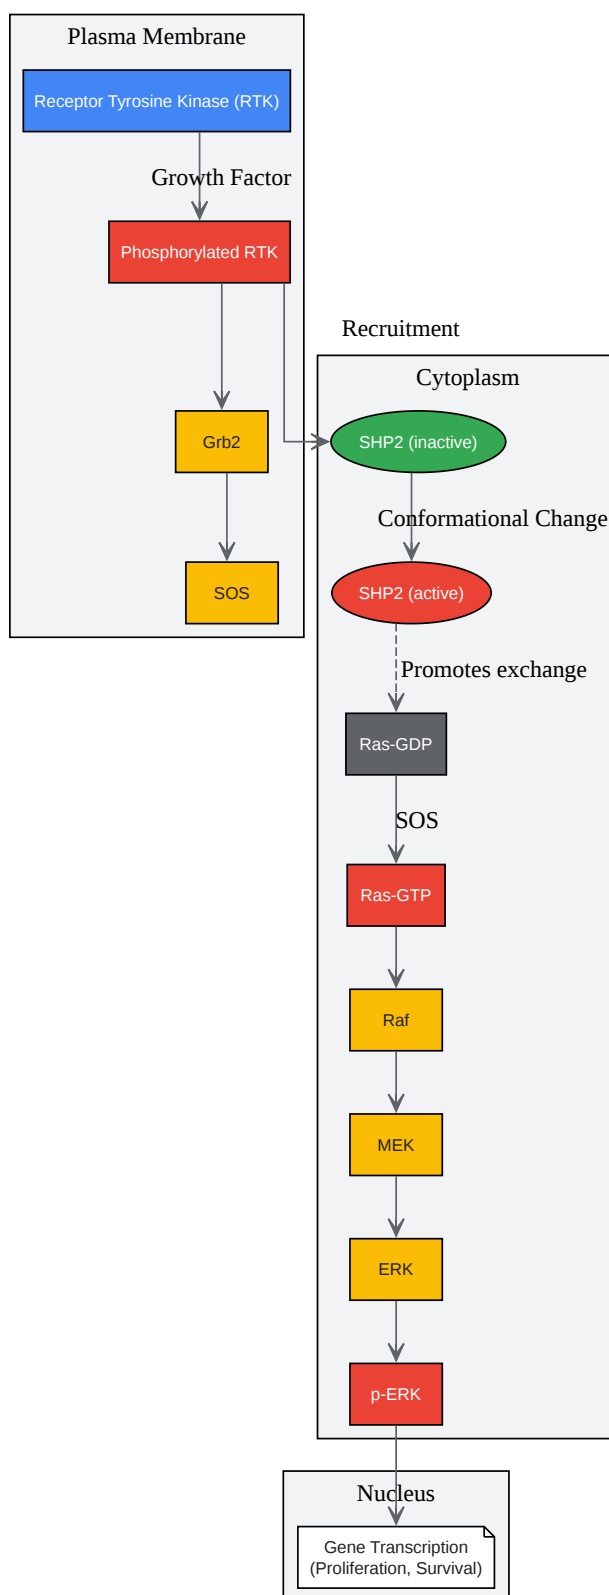 Plasma Membrane
Receptor Tyrosine Kinase (RTK)
Growth Factor
Phosphorylated RTK
Grb2
SOS
Recruitment
Cytoplasm
SHP2 (inactive)
Conformational Change
SHP2 (active)
Promotes exchange
Ras-GDP
SOS
Ras-GTP
Raf
MEK
ERK
p-ERK
Nucleus
Gene Transcription
(Proliferation, Survival)